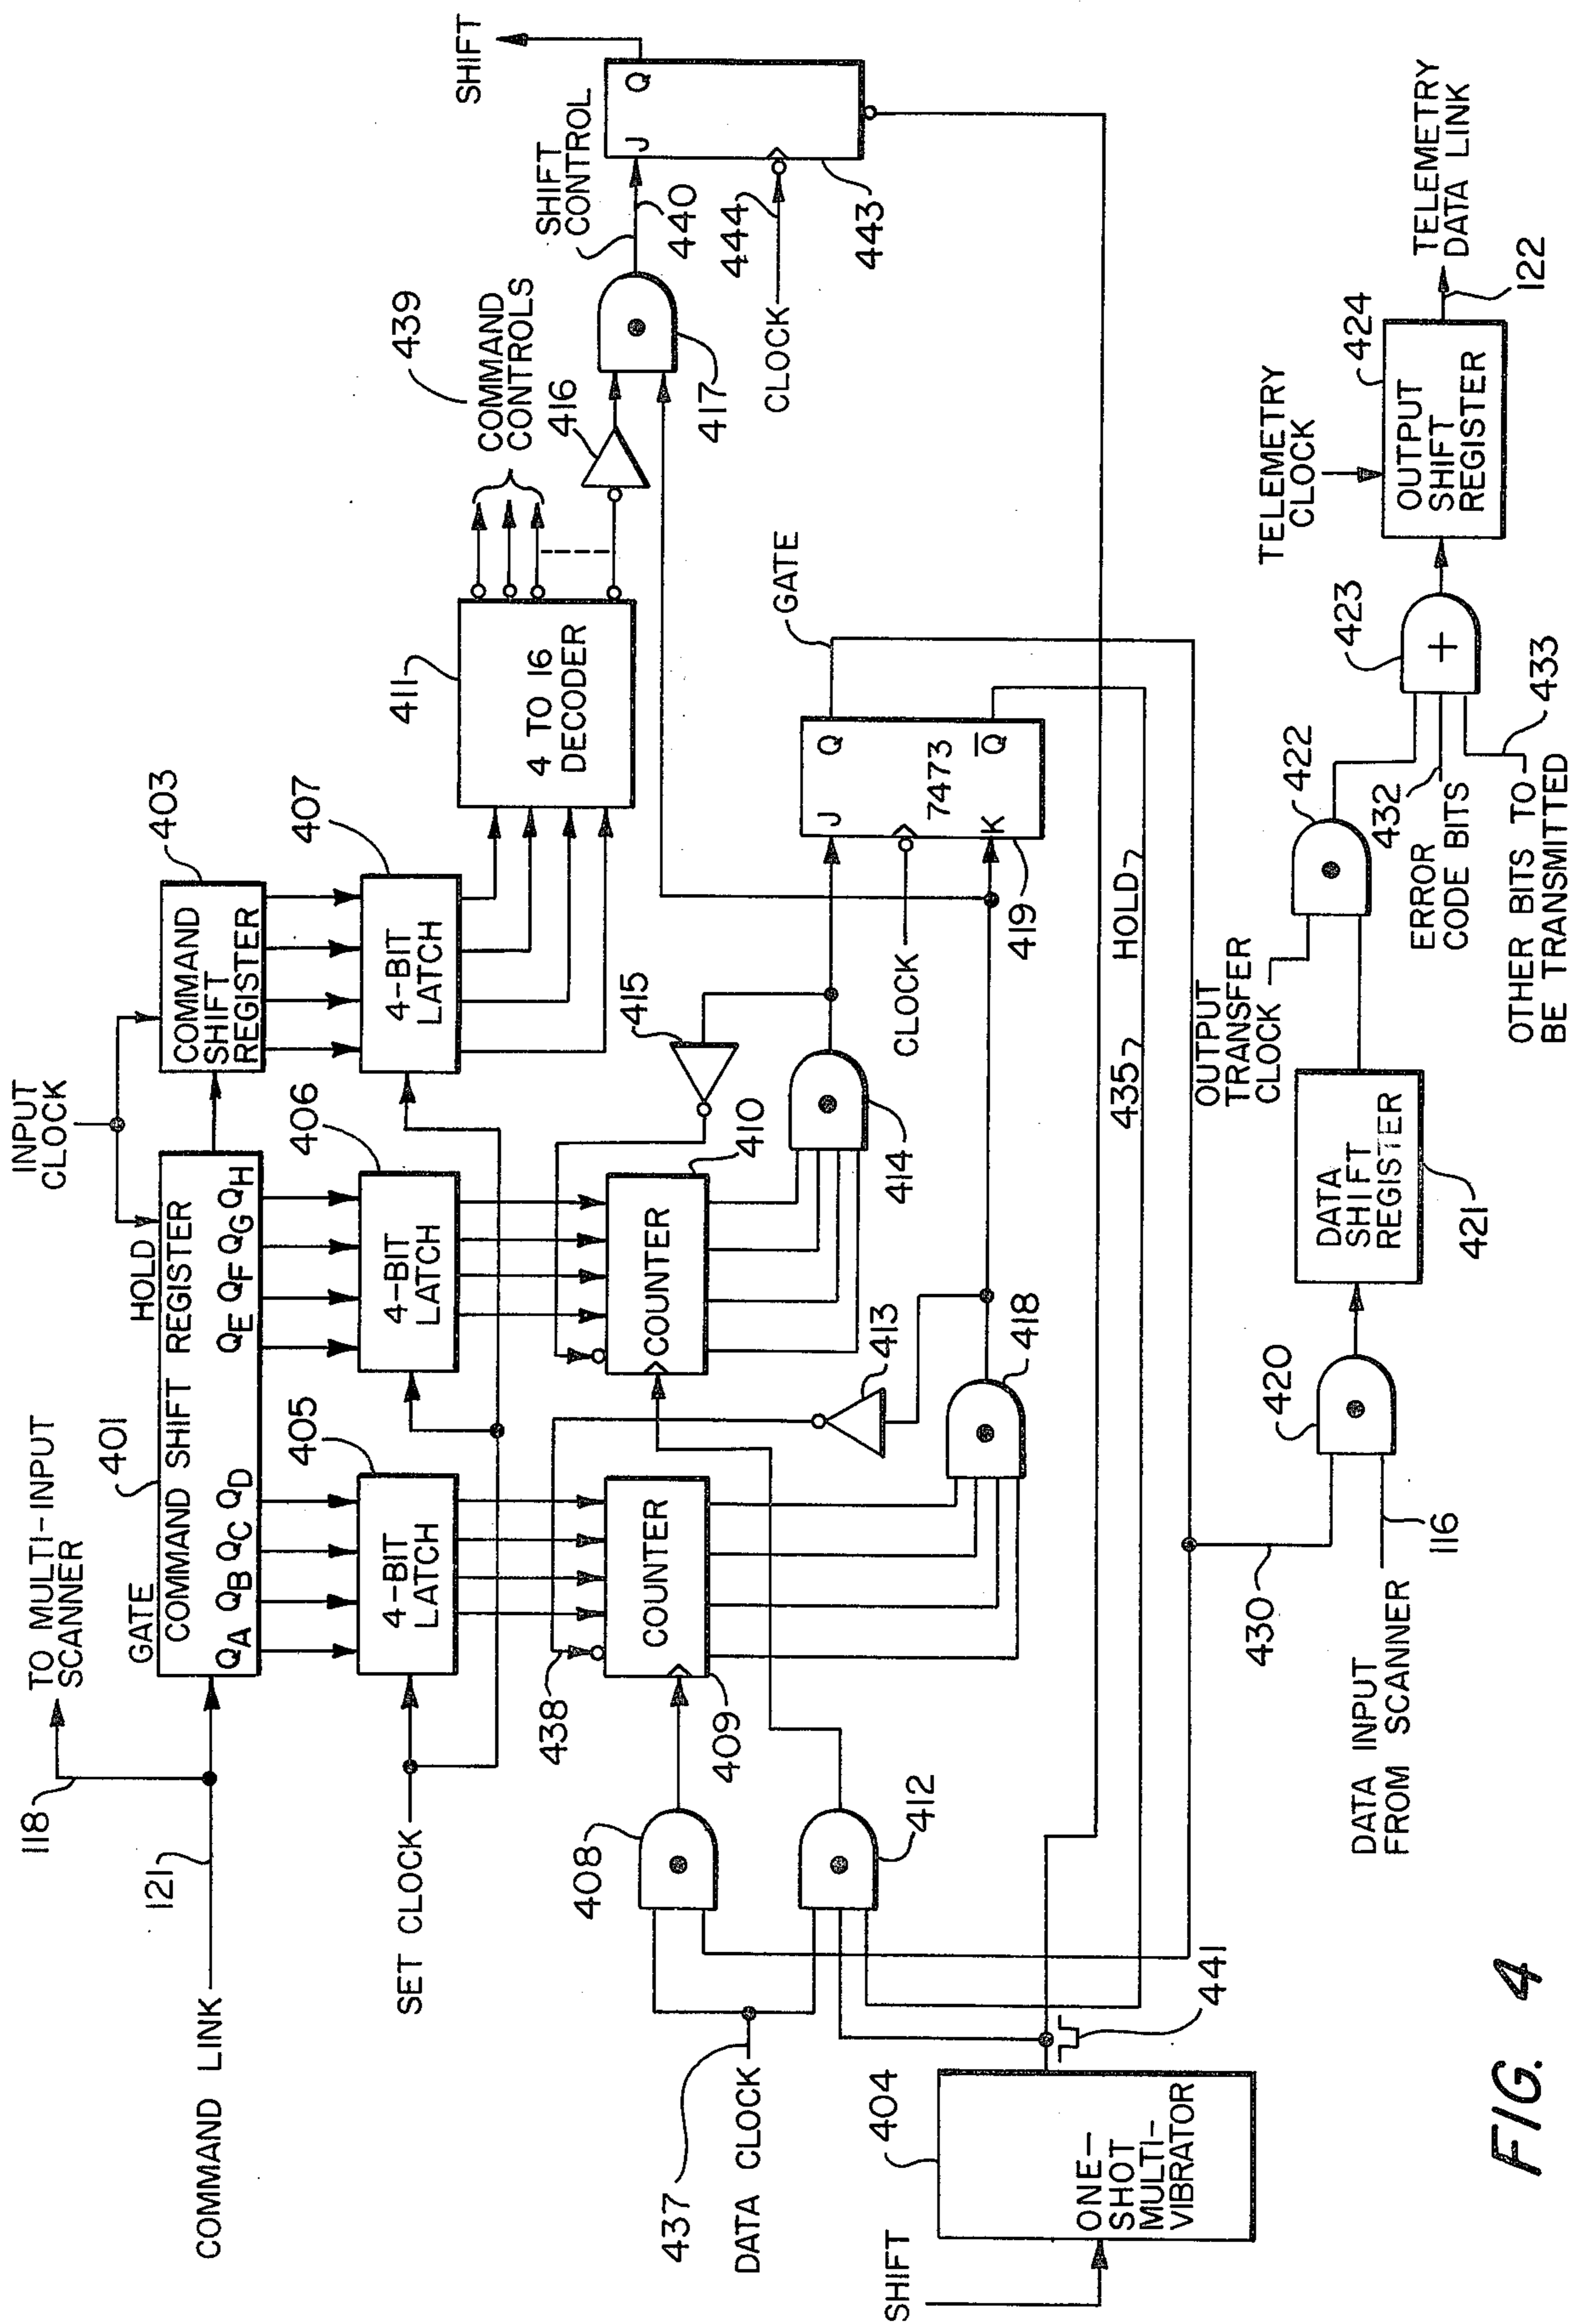 INPUT
CLOCK
TO MULTI-INPUT
SCANNER
118
121
COMMAND LINK
GATE
401
HOLD
COMMAND SHIFT REGISTER
QA QB QC QD
QE QF QG QH
403
COMMAND
SHIFT
REGISTER
405
4-BIT
LATCH
406
4-BIT
LATCH
407
4-BIT
LATCH
SET CLOCK
411
4 TO 16
DECODER
439
COMMAND
CONTROLS
416
417
SHIFT
CONTROL
440
SHIFT
J
Q
444
CLOCK
443
438
COUNTER
409
COUNTER
410
415
414
413
418
408
412
437
DATA CLOCK
GATE
J
Q
7473
K
Q
CLOCK
419
HOLD
435
441
404
ONE-
SHOT
MULTI-
VIBRATOR
SHIFT
430
116
DATA INPUT
FROM SCANNER
420
DATA
SHIFT
REGISTER
421
OUTPUT
TRANSFER
CLOCK
422
432
ERROR
CODE BITS
433
OTHER BITS TO
BE TRANSMITTED
423
+
TELEMETRY
CLOCK
424
OUTPUT
SHIFT
REGISTER
122
TELEMETRY
DATA LINK
FIG. 4